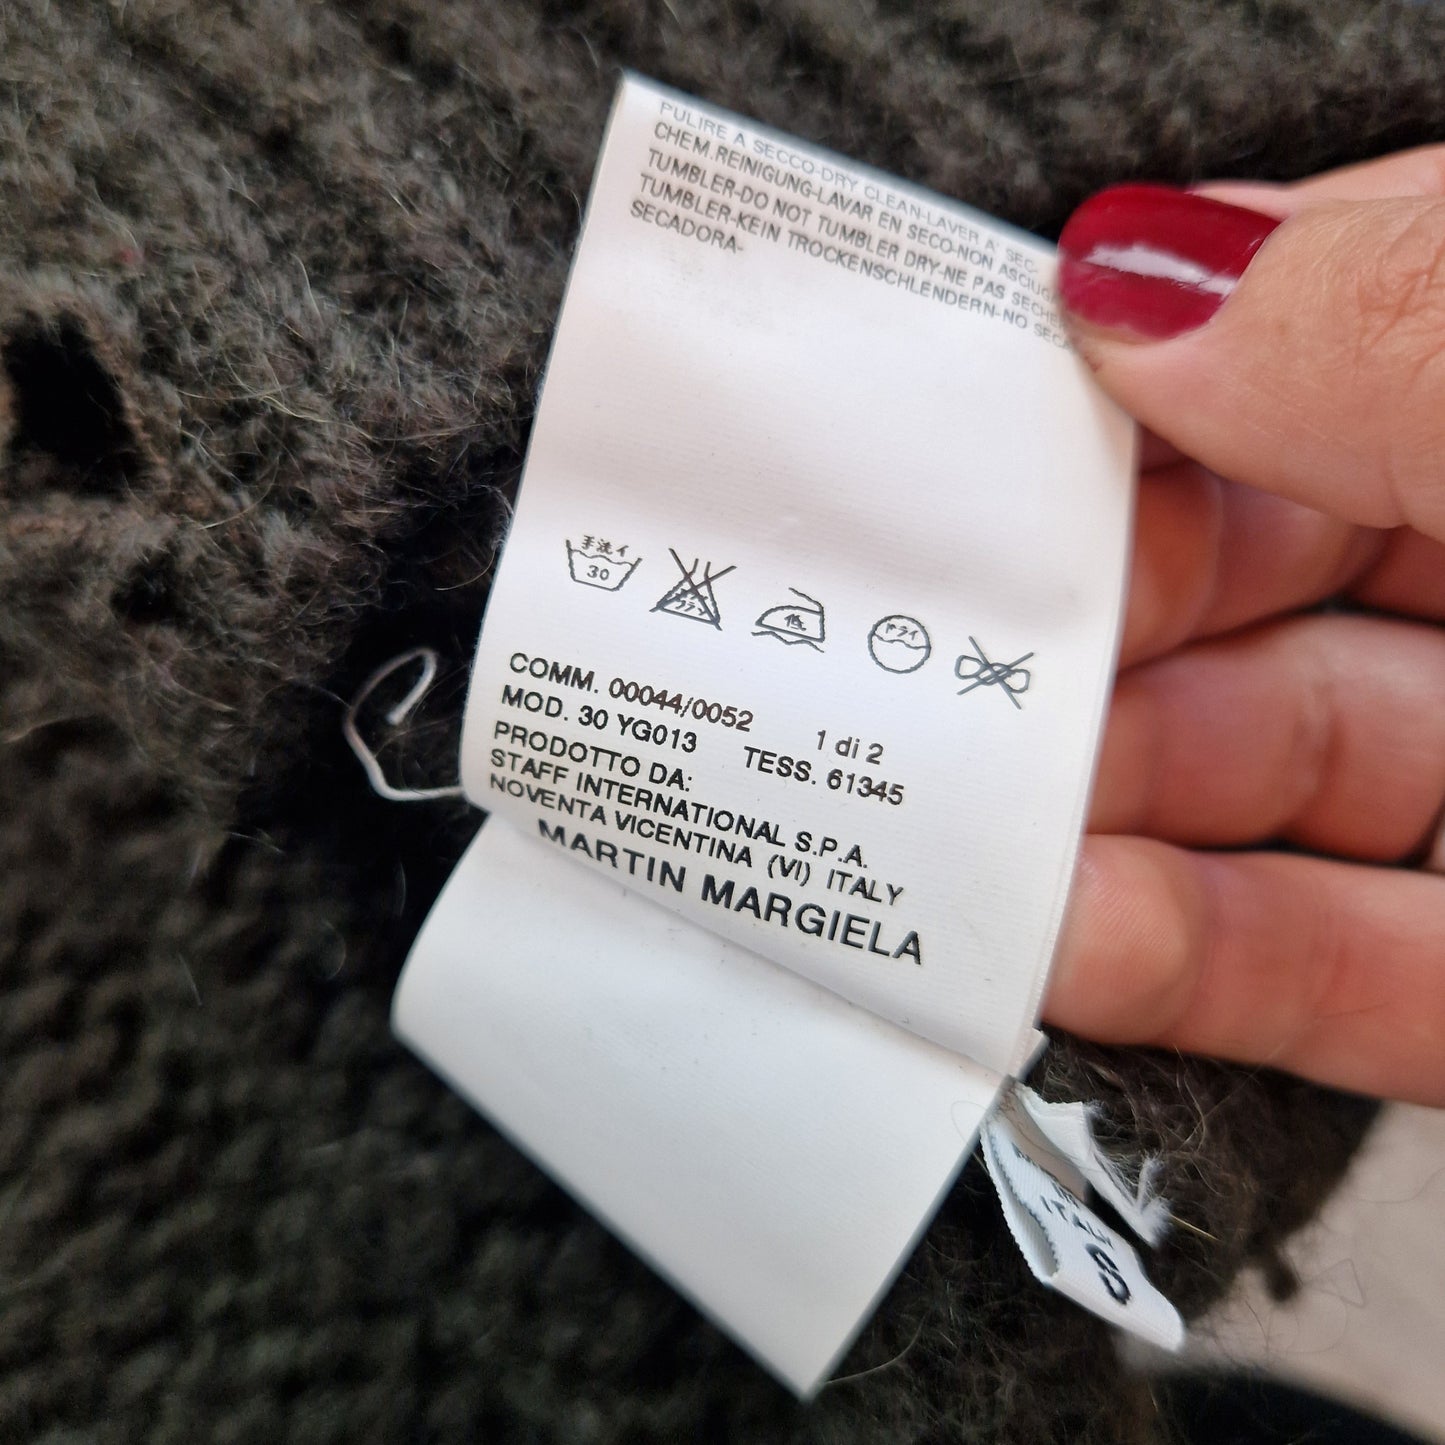 PULIRE A SECCO-DRY CLEAN-LAVER A' SEC-
CHEM.REINIGUNG-LAVAR EN SECO-NON ASCIUG
TUMBLER-DO NOT TUMBLER DRY-NE PAS SECHE
TUMBLER-KEIN TROCKENSCHLENDERN-NO SECA
SECADORA-
手洗イ
30
低
ドライ
COMM. 00044/0052 1 di 2
MOD. 30 YG013 TESS. 61345
PRODOTTO DA:
STAFF INTERNATIONAL S.P.A.
NOVENTA VICENTINA (VI) ITALY
MARTIN MARGIELA
ITALY
S